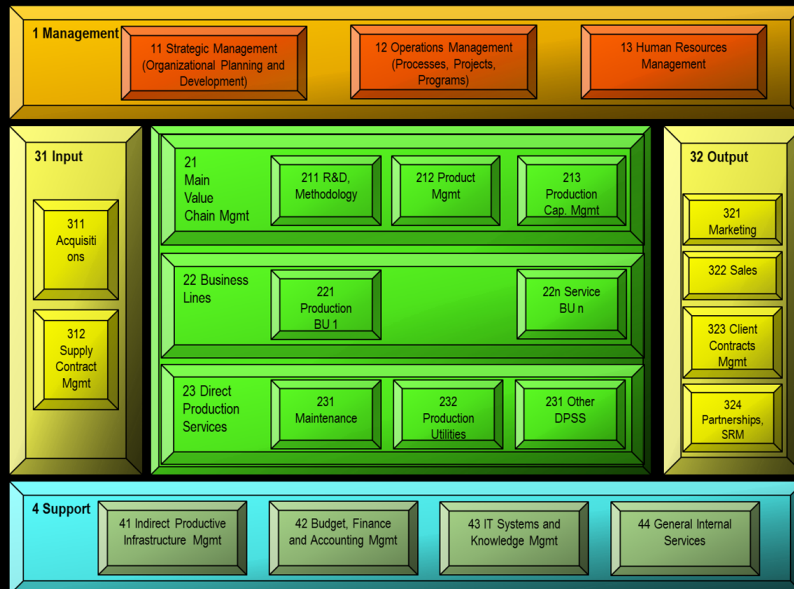 1 Management
11 Strategic Management
(Organizational Planning and
Development)
12 Operations Management
(Processes, Projects,
Programs)
13 Human Resources
Management
31 Input
311
Acquisiti
ons
312
Supply
Contract
Mgmt
21
Main
Value
Chain Mgmt
211 R&D,
Methodology
212 Product
Mgmt
213
Production
Cap. Mgmt
22 Business
Lines
221
Production
BU 1
22n Service
BU n
23 Direct
Production
Services
231
Maintenance
232
Production
Utilities
231 Other
DPSS
32 Output
321
Marketing
322 Sales
323 Client
Contracts
Mgmt
324
Partnerships,
SRM
4 Support
41 Indirect Productive
Infrastructure Mgmt
42 Budget, Finance
and Accounting Mgmt
43 IT Systems and
Knowledge Mgmt
44 General Internal
Services